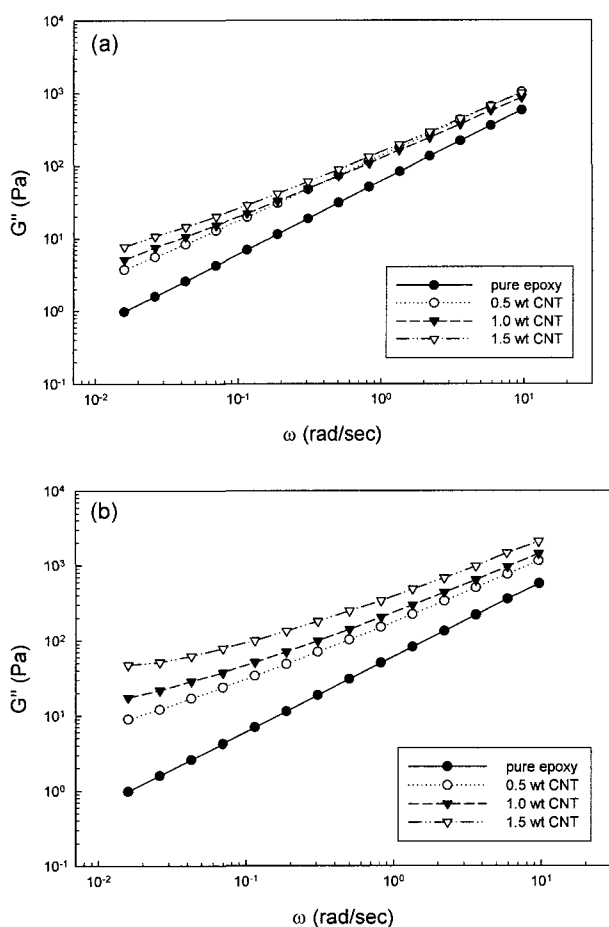 (a)
10⁴
10³
10²
10¹
10⁰
10⁻¹
G" (Pa)
pure epoxy
0.5 wt CNT
1.0 wt CNT
1.5 wt CNT
10⁻² 10⁻¹ 10⁰ 10¹
ω (rad/sec)
(b)
10⁴
10³
10²
10¹
10⁰
10⁻¹
G" (Pa)
pure epoxy
0.5 wt CNT
1.0 wt CNT
1.5 wt CNT
10⁻² 10⁻¹ 10⁰ 10¹
ω (rad/sec)